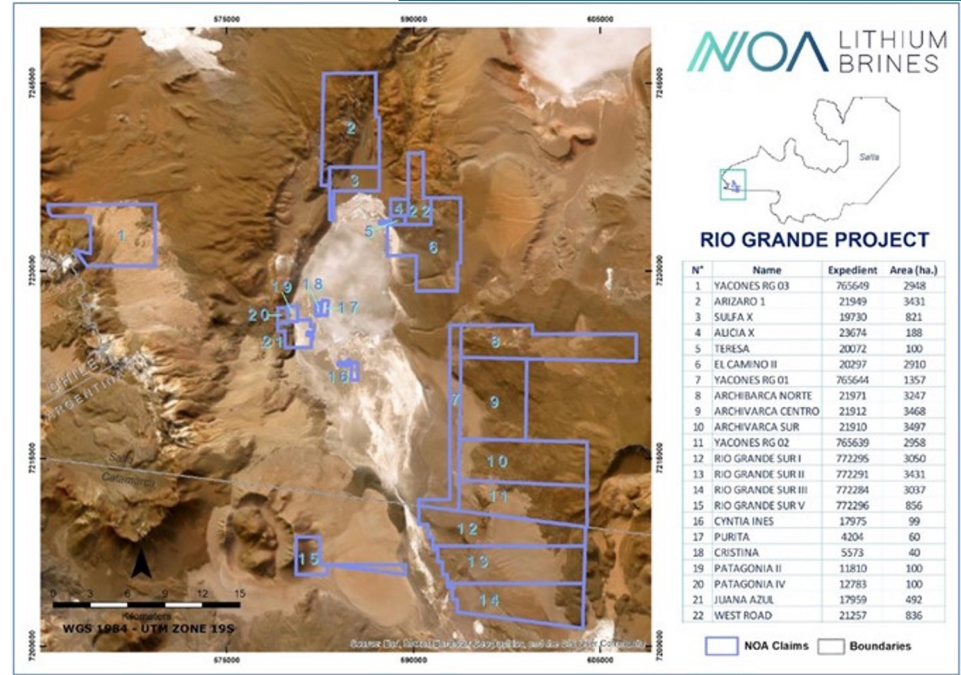 575000 590000 605000
7245000
7230000
7215000
7200000
7245000
7230000
7215000
7200000
1
2
3
4 2 2
5
6
7
8
9
10
11
12
13
14
15
16
17
18
19
20
21
CHILE
ARGENTINA
Salta
Catamarca
0 3 6 9 12 15
Kilometers
WGS 1984 - UTM ZONE 19S
575000 590000 605000
NOA LITHIUM
BRINES
Salta
RIO GRANDE PROJECT
N° Name Expedient Area (ha.)
1 YACONES RG 03 765649 2948
2 ARIZARO 1 21949 3431
3 SULFA X 19730 821
4 ALICIA X 23674 188
5 TERESA 20072 100
6 EL CAMINO II 20297 2910
7 YACONES RG 01 765644 1357
8 ARCHIBARCA NORTE 21971 3247
9 ARCHIVARCA CENTRO 21912 3468
10 ARCHIVARCA SUR 21910 3497
11 YACONES RG 02 765639 2958
12 RIO GRANDE SUR I 772295 3050
13 RIO GRANDE SUR II 772291 3431
14 RIO GRANDE SUR III 772284 3037
15 RIO GRANDE SUR V 772296 856
16 CYNTIA INES 17975 99
17 PURITA 4204 60
18 CRISTINA 5573 40
19 PATAGONIA II 11810 100
20 PATAGONIA IV 12783 100
21 JUANA AZUL 17959 492
22 WEST ROAD 21257 836
NOA Claims Boundaries